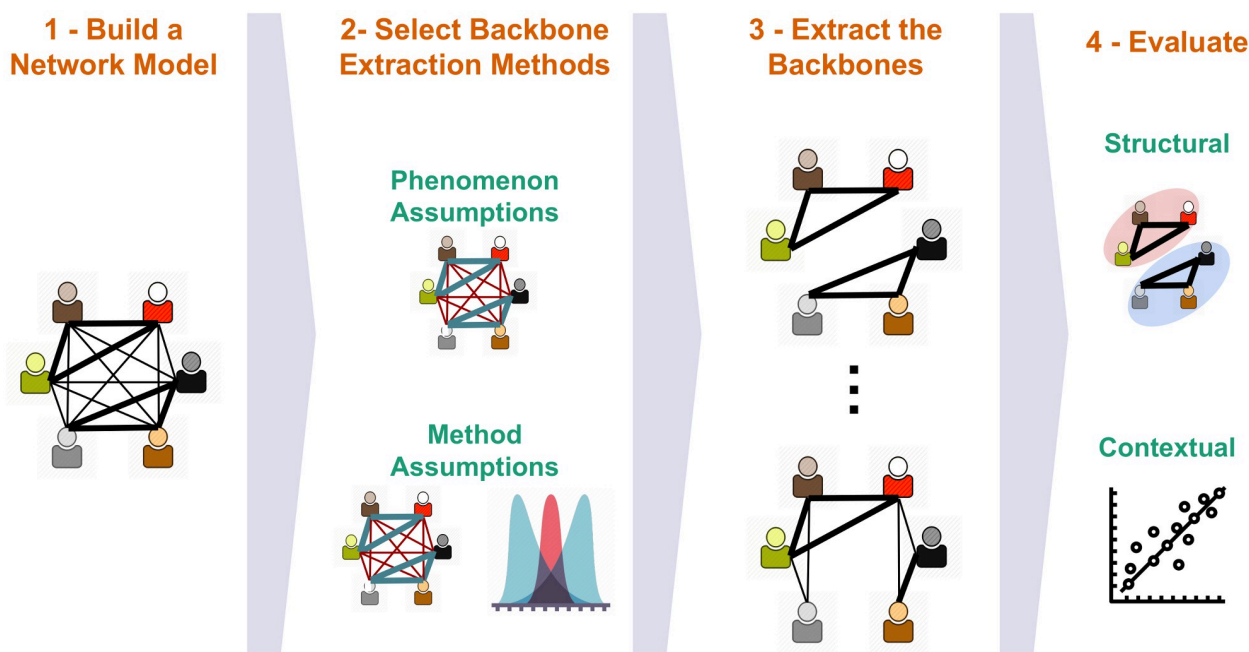 1 - Build a
Network Model
2- Select Backbone
Extraction Methods
Phenomenon
Assumptions
Method
Assumptions
3 - Extract the
Backbones
4 - Evaluate
Structural
Contextual